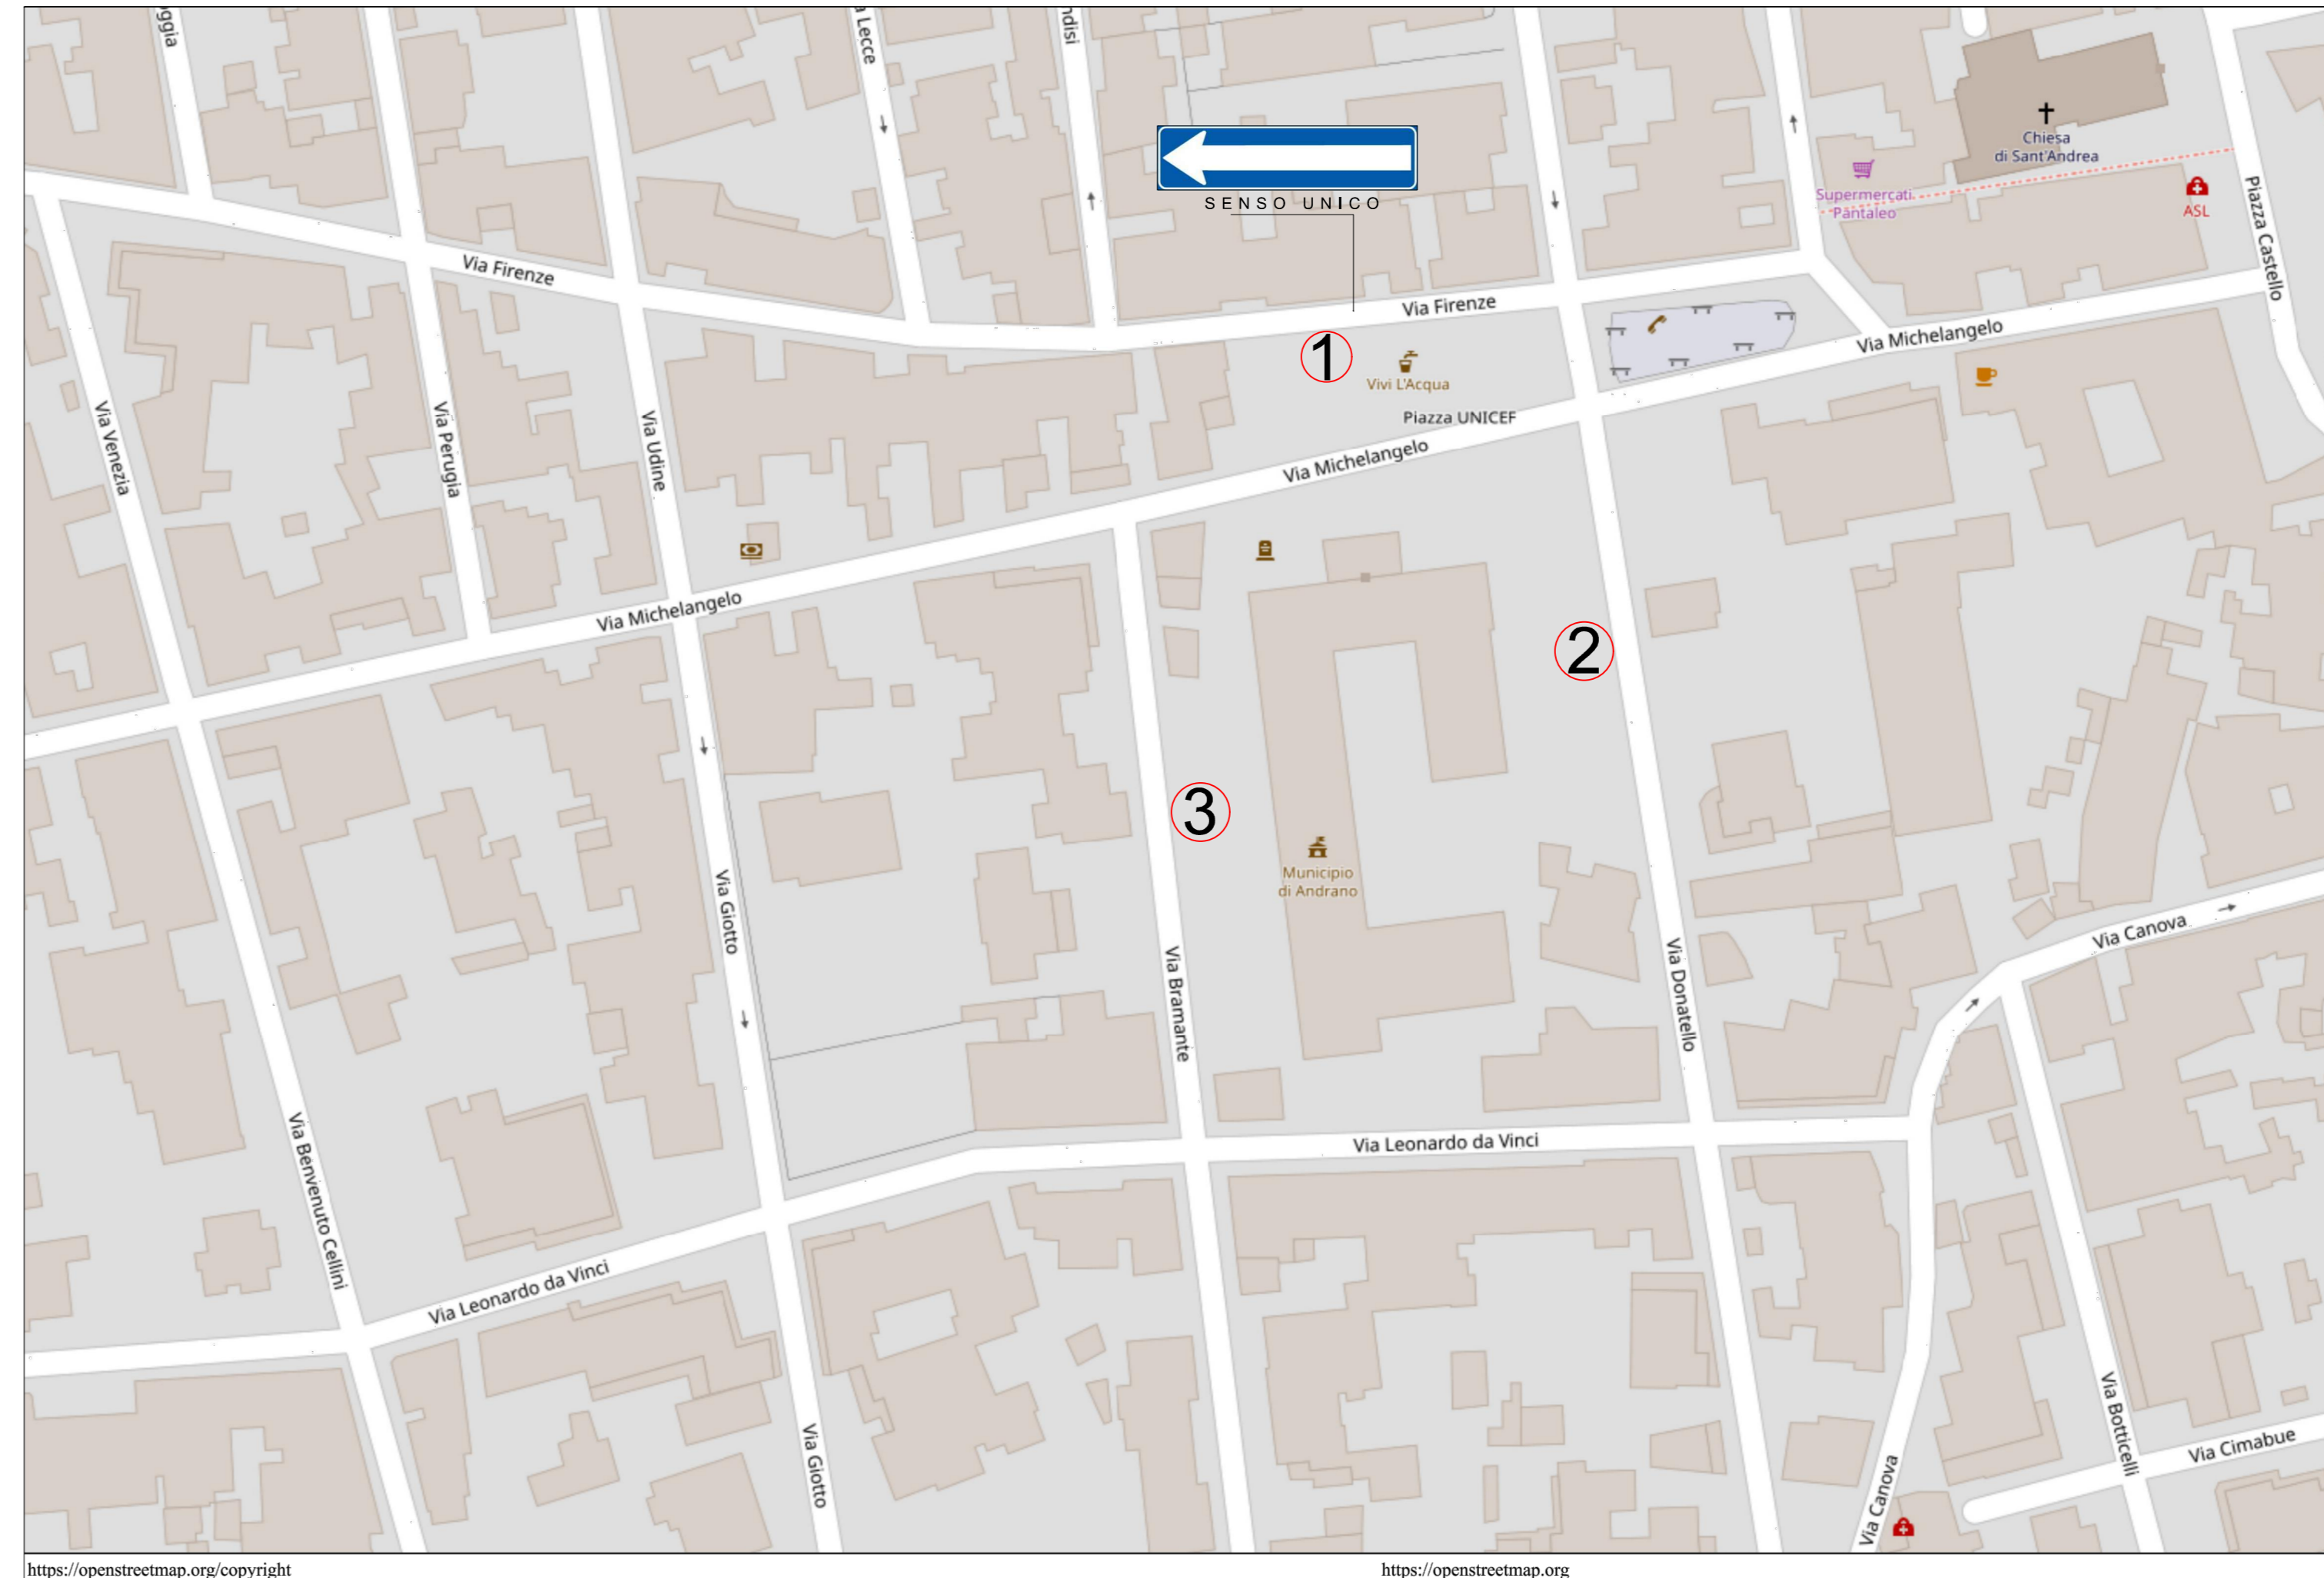 oggia
a Lecce
ndisi
Chiesa
di Sant'Andrea
Supermercati
Pantaleo
ASL
Piazza Castello
SENSO UNICO
Via Firenze
Via Firenze
Via Michelangelo
1
Vivi L'Acqua
Piazza UNICEF
Via Michelangelo
Via Venezia
Via Perugia
Via Udine
Via Michelangelo
2
3
Municipio
di Andrano
Via Giotto
Via Bramante
Via Donatello
Via Canova
Via Leonardo da Vinci
Via Benvenuto Cellini
Via Leonardo da Vinci
Via Giotto
Via Botticelli
Via Cimabue
Via Canova
https://openstreetmap.org/copyright
https://openstreetmap.org